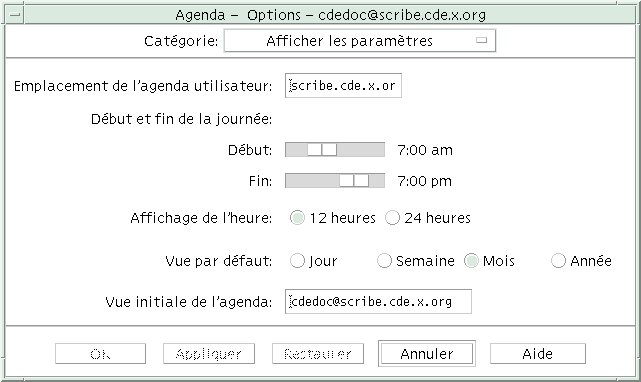 Agenda – Options – cdedoc@scribe.cde.x.org
Catégorie: Afficher les paramètres
Emplacement de l'agenda utilisateur: scribe.cde.x.or
Début et fin de la journée:
Début: 7:00 am
Fin: 7:00 pm
Affichage de l'heure: 12 heures 24 heures
Vue par défaut: Jour Semaine Mois Année
Vue initiale de l'agenda: cdedoc@scribe.cde.x.org
OK Appliquer Restaurer Annuler Aide